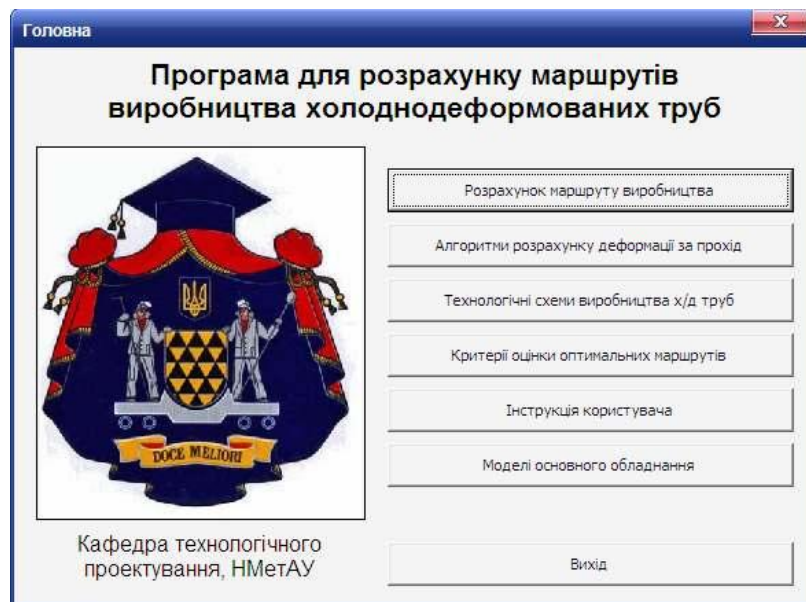 Головна
Програма для розрахунку маршрутів
виробництва холоднодеформованих труб
Розрахунок маршруту виробництва
Алгоритми розрахунку деформації за прохід
Технологічні схеми виробництва х/д труб
Критерії оцінки оптимальних маршрутів
Інструкція користувача
Моделі основного обладнання
DOCE MELIORI
Кафедра технологічного
проектування, НМетАУ
Вихід